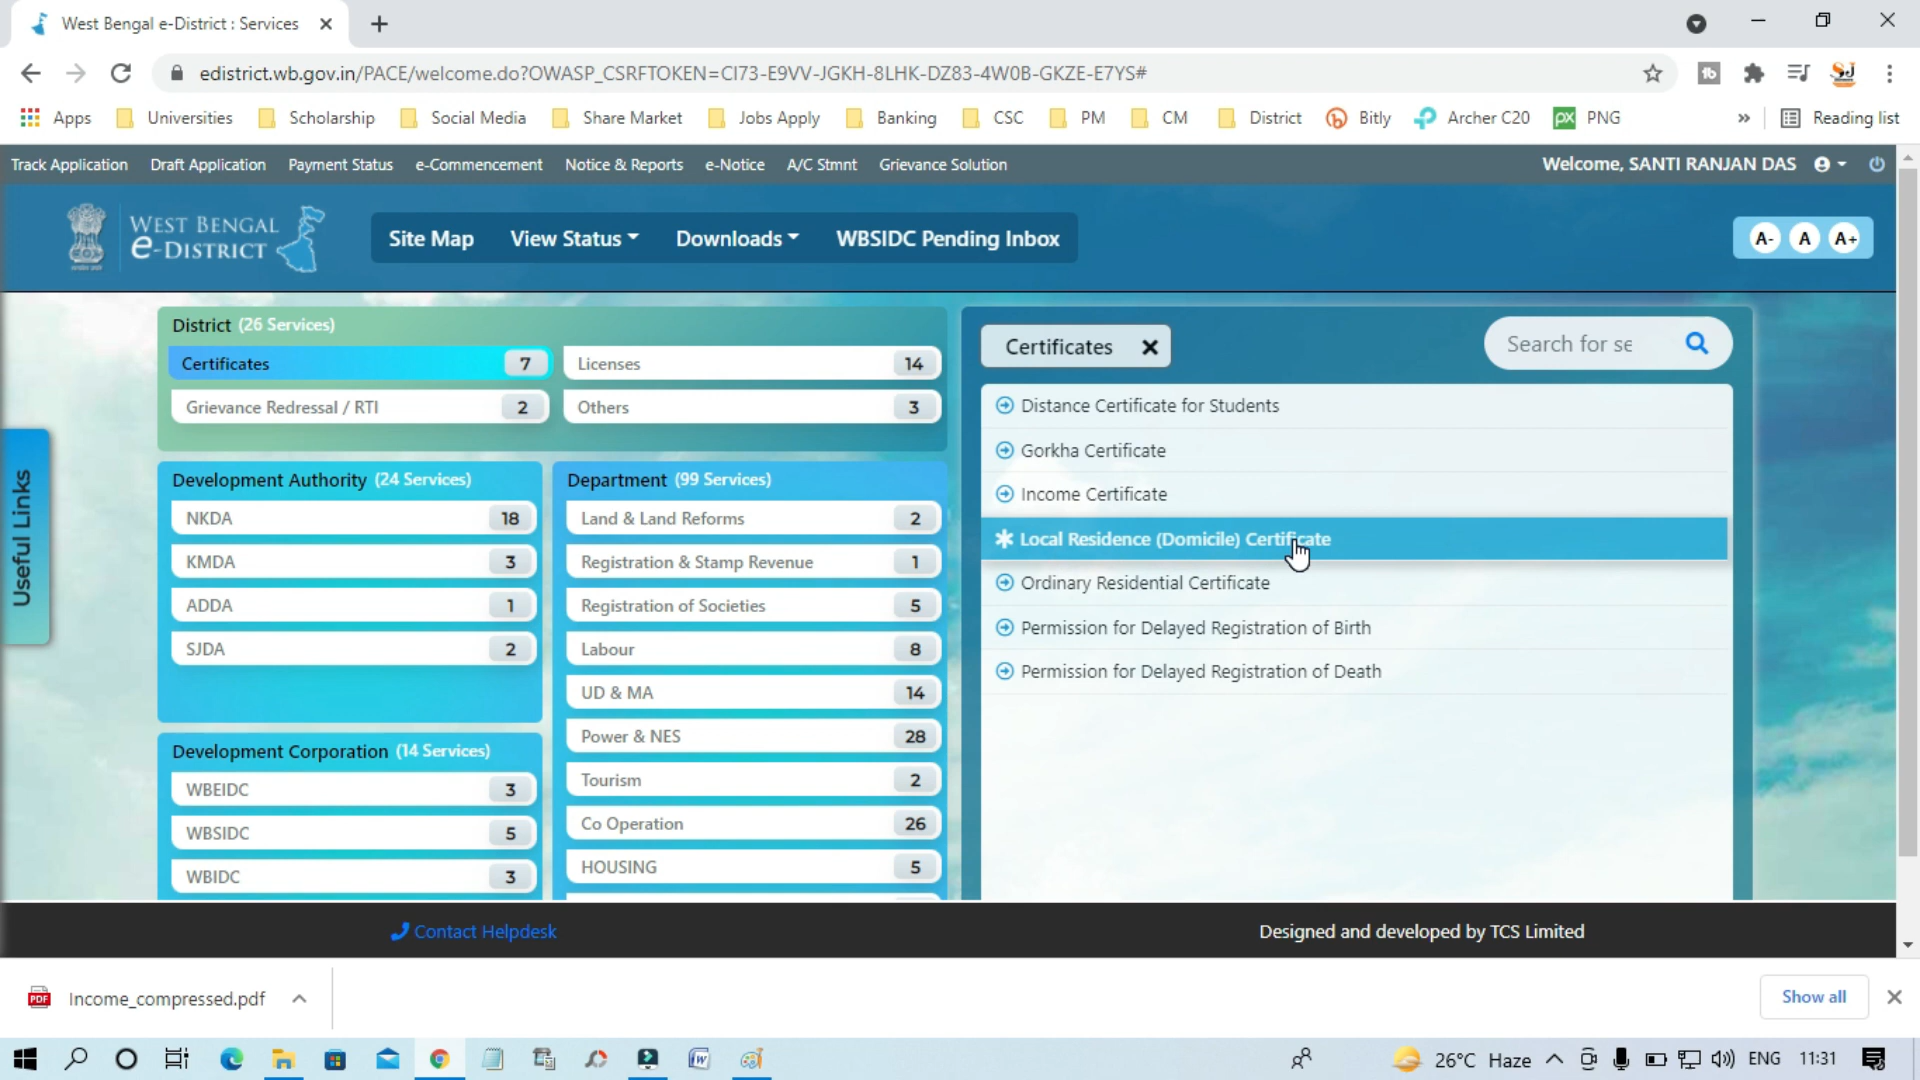 West Bengal e-District : Services
edistrict.wb.gov.in/PACE/welcome.do?OWASP_CSRFTOKEN=CI73-E9VV-JGKH-8LHK-DZ83-4W0B-GKZE-E7YS#
Apps Universities Scholarship Social Media Share Market Jobs Apply Banking CSC PM CM District Bitly Archer C20 PNG » Reading list
Track Application Draft Application Payment Status e-Commencement Notice & Reports e-Notice A/C Stmnt Grievance Solution Welcome, SANTI RANJAN DAS
WEST BENGAL
e-DISTRICT
Site Map View Status Downloads WBSIDC Pending Inbox
A- A A+
Useful Links
District (26 Services)
Certificates 7
Licenses 14
Grievance Redressal / RTI 2
Others 3
Development Authority (24 Services)
NKDA 18
KMDA 3
ADDA 1
SJDA 2
Development Corporation (14 Services)
WBEIDC 3
WBSIDC 5
WBIDC 3
Department (99 Services)
Land & Land Reforms 2
Registration & Stamp Revenue 1
Registration of Societies 5
Labour 8
UD & MA 14
Power & NES 28
Tourism 2
Co Operation 26
HOUSING 5
Certificates
Search for se
Distance Certificate for Students
Gorkha Certificate
Income Certificate
Local Residence (Domicile) Certificate
Ordinary Residential Certificate
Permission for Delayed Registration of Birth
Permission for Delayed Registration of Death
Contact Helpdesk
Designed and developed by TCS Limited
PDF Income_compressed.pdf
Show all
26°C Haze ENG 11:31